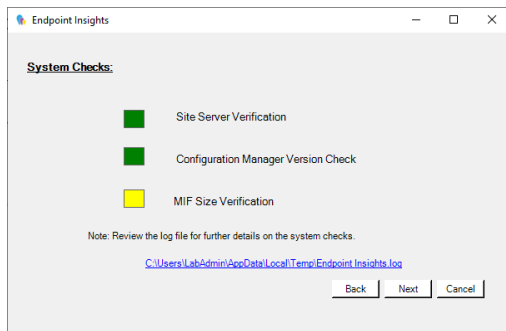 Endpoint Insights
System Checks:
Site Server Verification
Configuration Manager Version Check
MIF Size Verification
Note: Review the log file for further details on the system checks.
C:\Users\LabAdmin\AppData\Local\Temp\Endpoint Insights.log
Back Next Cancel